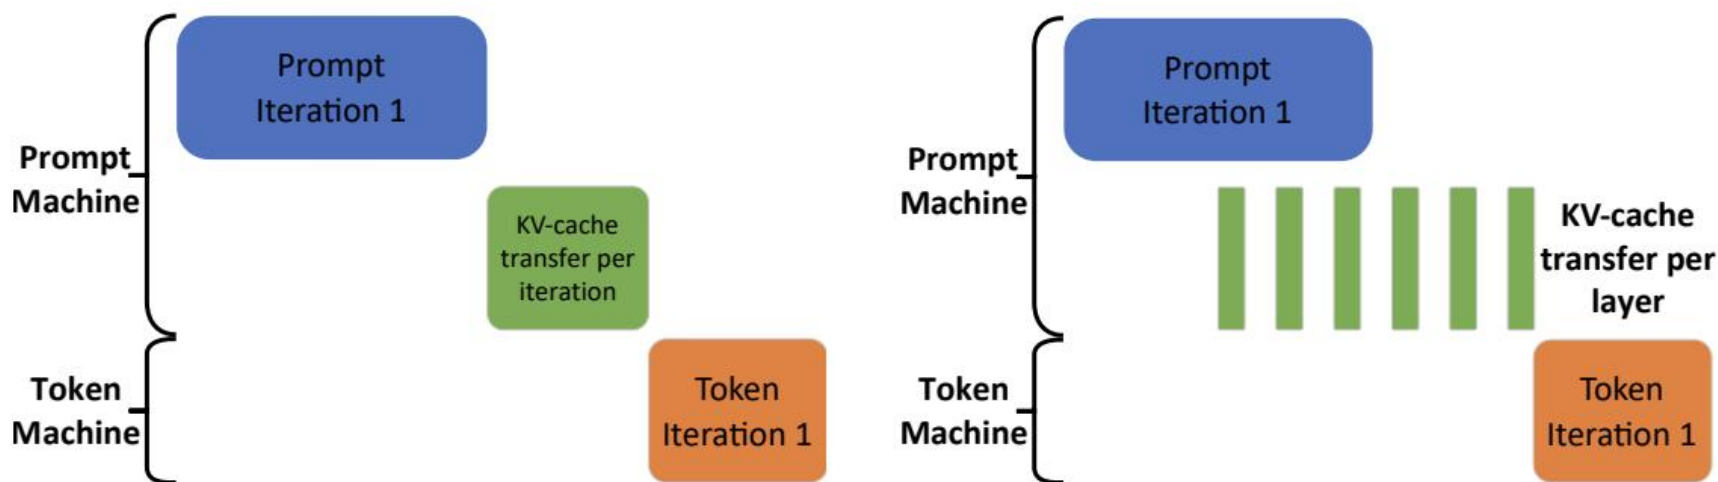 Prompt
Iteration 1
Prompt
Machine
KV-cache
transfer per
iteration
Token
Machine
Token
Iteration 1
Prompt
Iteration 1
Prompt
Machine
KV-cache
transfer per
layer
Token
Machine
Token
Iteration 1